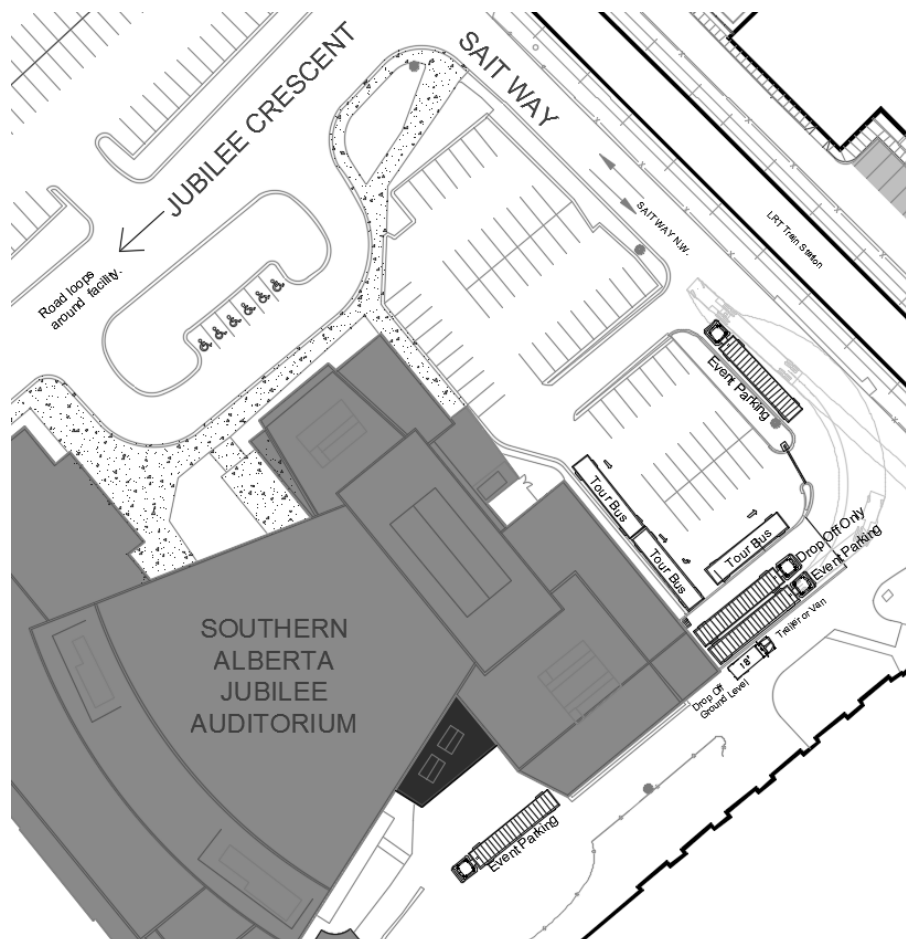 SAIT WAY
JUBILEE CRESCENT
SAIT WAY N.W.
LRT Train Station
Road loops
around facility.
Event Parking
Tour Bus
Tour Bus
Tour Bus
Drop Off Only
Event Parking
Trailer or Van
18'
Drop Off
Ground Level
SOUTHERN
ALBERTA
JUBILEE
AUDITORIUM
Event Parking